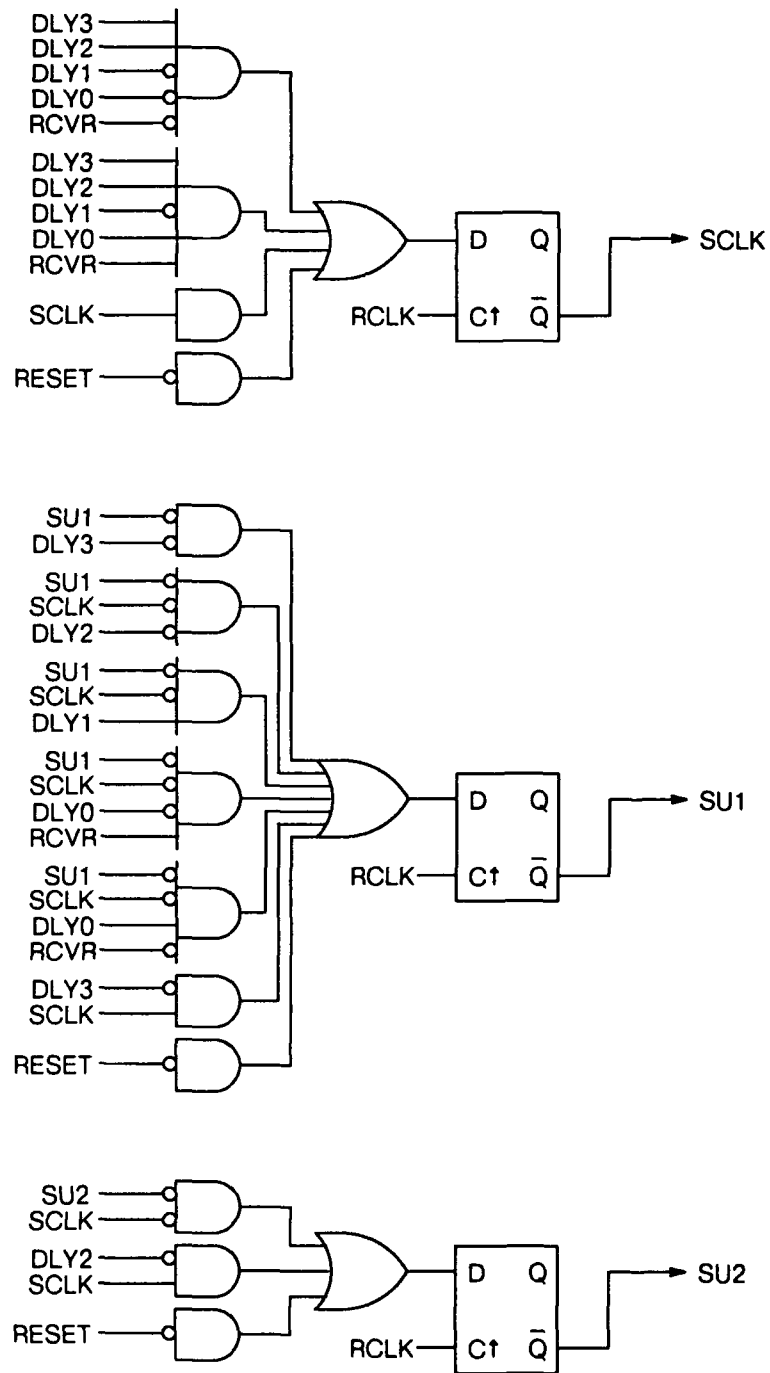 DLY3
DLY2
DLY1
DLY0
RCVR
DLY3
DLY2
DLY1
DLY0
RCVR
SCLK
RESET
D Q
RCLK C↑ Q̅
SCLK
SU1
DLY3
SU1
SCLK
DLY2
SU1
SCLK
DLY1
SU1
SCLK
DLY0
RCVR
SU1
SCLK
DLY0
RCVR
DLY3
SCLK
RESET
D Q
RCLK C↑ Q̅
SU1
SU2
SCLK
DLY2
SCLK
RESET
D Q
RCLK C↑ Q̅
SU2